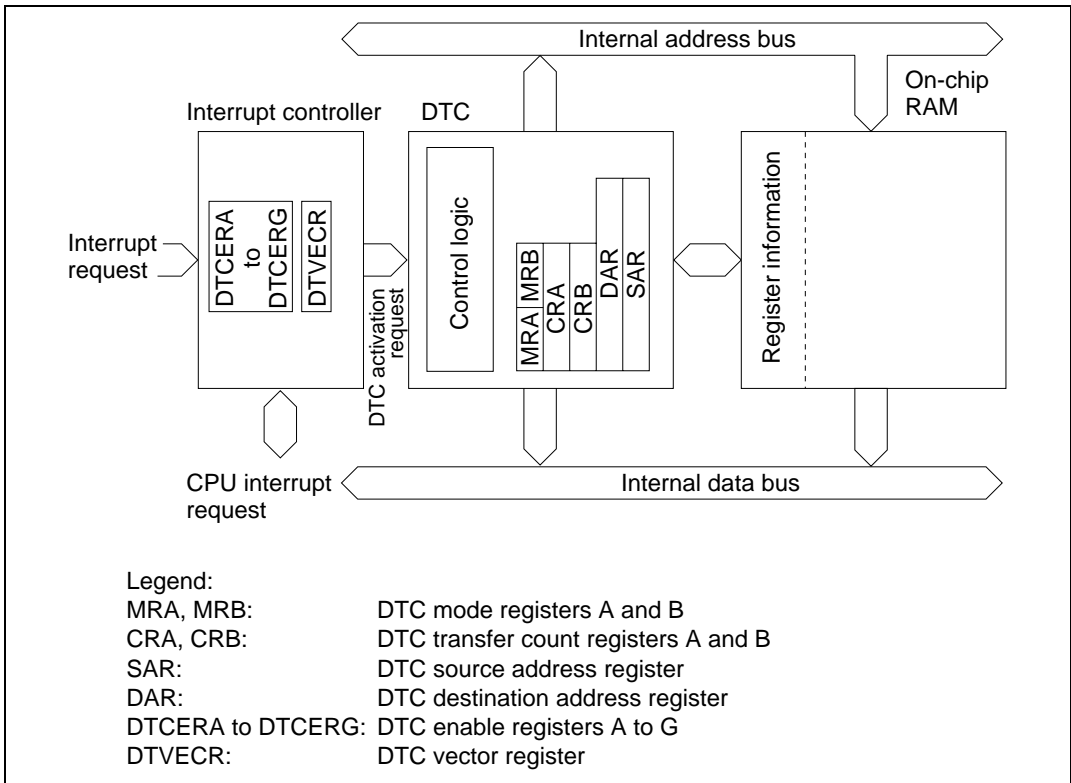 Internal address bus
On-chip
RAM
Interrupt controller
DTC
Interrupt
request
DTCERA
to
DTCERG
DTVECR
DTC activation
request
Control logic
MRA MRB
CRA
CRB
DAR
SAR
Register information
CPU interrupt
request
Internal data bus
Legend:
MRA, MRB: DTC mode registers A and B
CRA, CRB: DTC transfer count registers A and B
SAR: DTC source address register
DAR: DTC destination address register
DTCERA to DTCERG: DTC enable registers A to G
DTVECR: DTC vector register